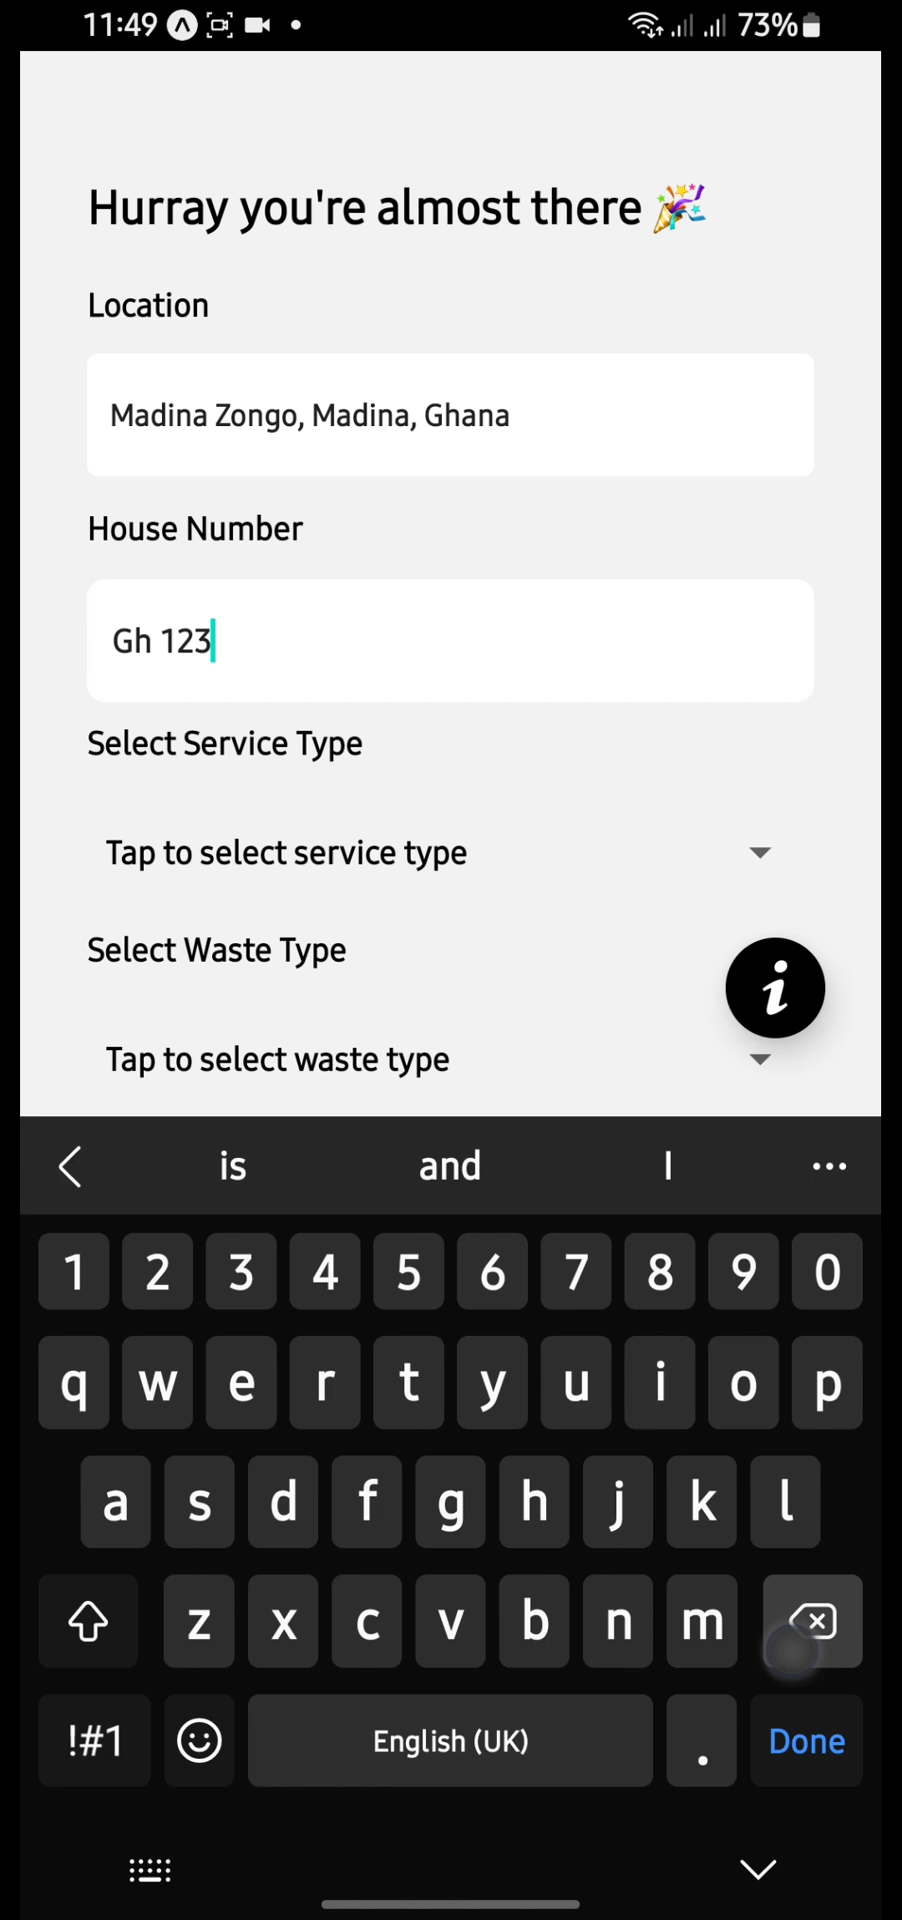 11:49 73%
Hurray you're almost there 🎉
Location
Madina Zongo, Madina, Ghana
House Number
Gh 123
Select Service Type
Tap to select service type
Select Waste Type
i
Tap to select waste type
is and I ...
1 2 3 4 5 6 7 8 9 0
q w e r t y u i o p
a s d f g h j k l
z x c v b n m
!#1 English (UK) . Done